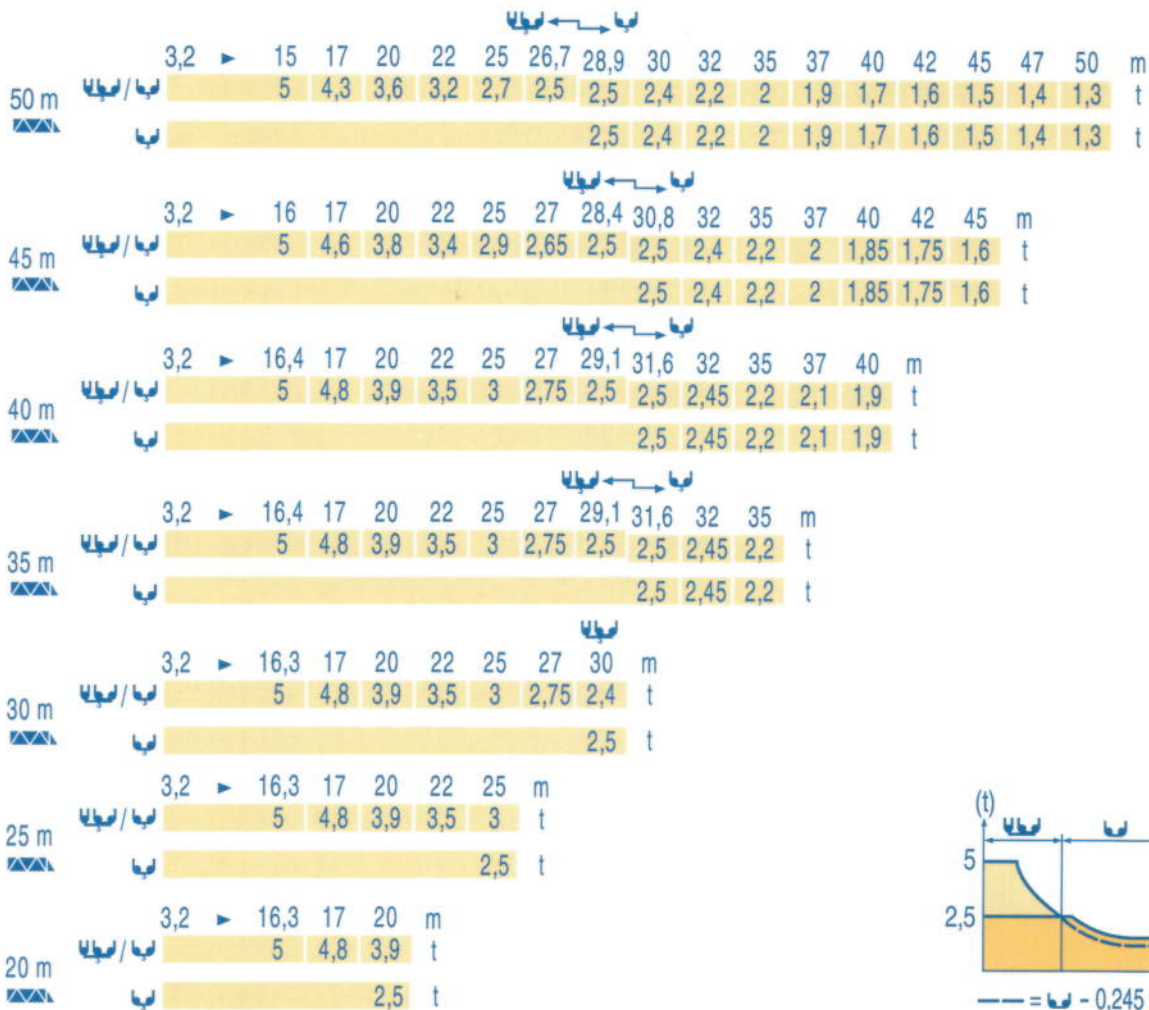 3,2 ► 15 17 20 22 25 26,7 28,9 30 32 35 37 40 42 45 47 50 m
50 m / 5 4,3 3,6 3,2 2,7 2,5 2,5 2,4 2,2 2 1,9 1,7 1,6 1,5 1,4 1,3 t
2,5 2,4 2,2 2 1,9 1,7 1,6 1,5 1,4 1,3 t
3,2 ► 16 17 20 22 25 27 28,4 30,8 32 35 37 40 42 45 m
45 m / 5 4,6 3,8 3,4 2,9 2,65 2,5 2,5 2,4 2,2 2 1,85 1,75 1,6 t
2,5 2,4 2,2 2 1,85 1,75 1,6 t
3,2 ► 16,4 17 20 22 25 27 29,1 31,6 32 35 37 40 m
40 m / 5 4,8 3,9 3,5 3 2,75 2,5 2,5 2,45 2,2 2,1 1,9 t
2,5 2,45 2,2 2,1 1,9 t
3,2 ► 16,4 17 20 22 25 27 29,1 31,6 32 35 m
35 m / 5 4,8 3,9 3,5 3 2,75 2,5 2,5 2,45 2,2 t
2,5 2,45 2,2 t
3,2 ► 16,3 17 20 22 25 27 30 m
30 m / 5 4,8 3,9 3,5 3 2,75 2,4 t
2,5 t
3,2 ► 16,3 17 20 22 25 m
25 m / 5 4,8 3,9 3,5 3 t
2,5 t
3,2 ► 16,3 17 20 m
20 m / 5 4,8 3,9 t
2,5 t
(t)
5
2,5
= - 0,245